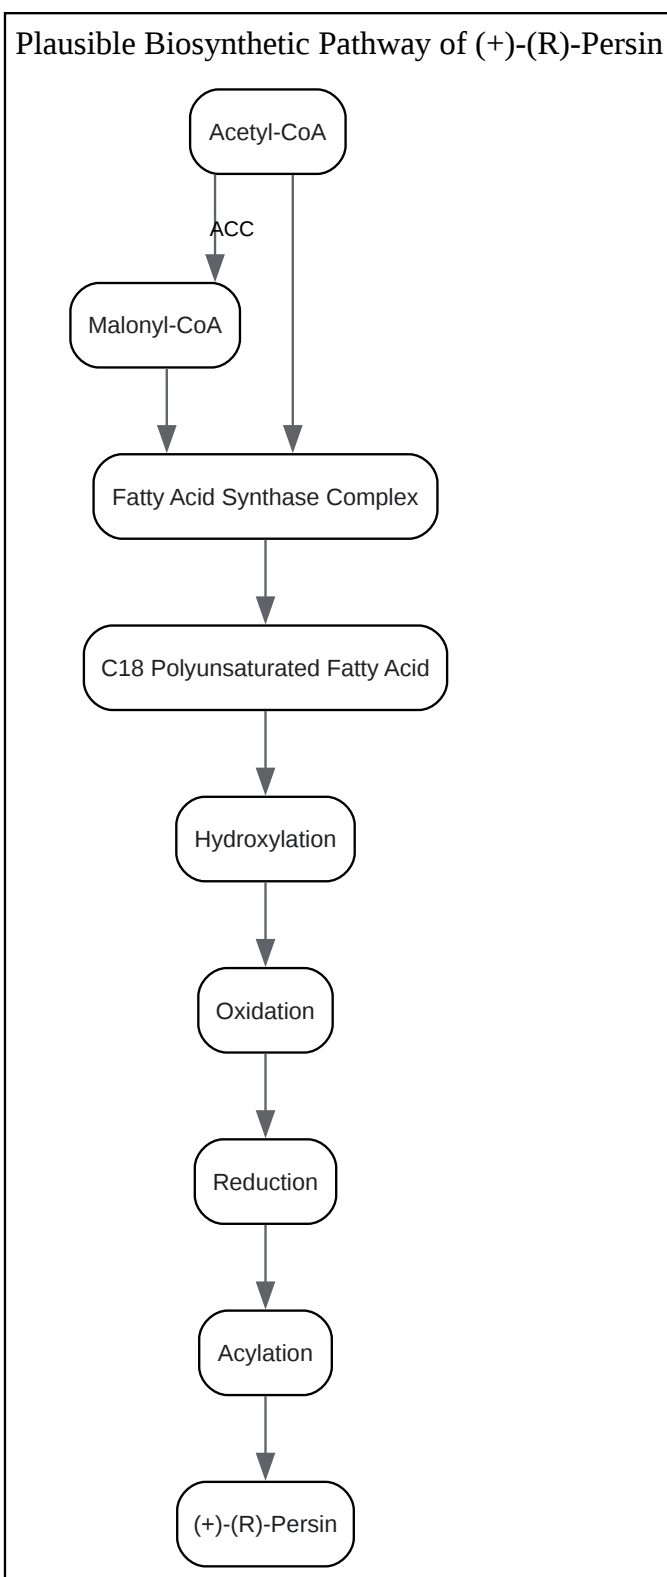 Plausible Biosynthetic Pathway of (+)-(R)-Persin
Acetyl-CoA
ACC
Malonyl-CoA
Fatty Acid Synthase Complex
C18 Polyunsaturated Fatty Acid
Hydroxylation
Oxidation
Reduction
Acylation
(+)-(R)-Persin